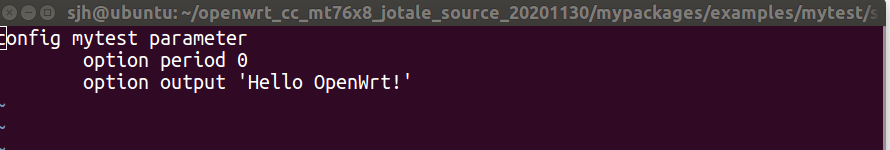 sjh@ubuntu: ~/openwrt_cc_mt76x8_jotale_source_20201130/mypackages/examples/mytest/s
config mytest parameter
option period 0
option output 'Hello OpenWrt!'
~
~
~